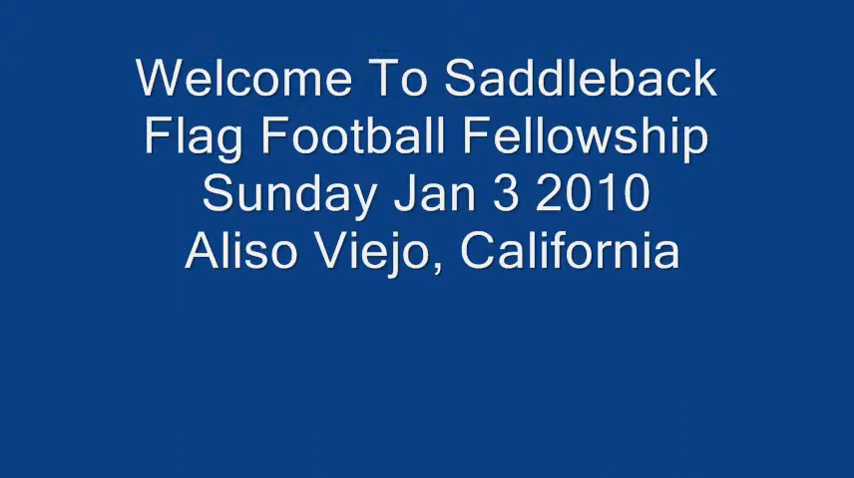 Welcome To Saddleback
Flag Football Fellowship
Sunday Jan 3 2010
Aliso Viejo, California